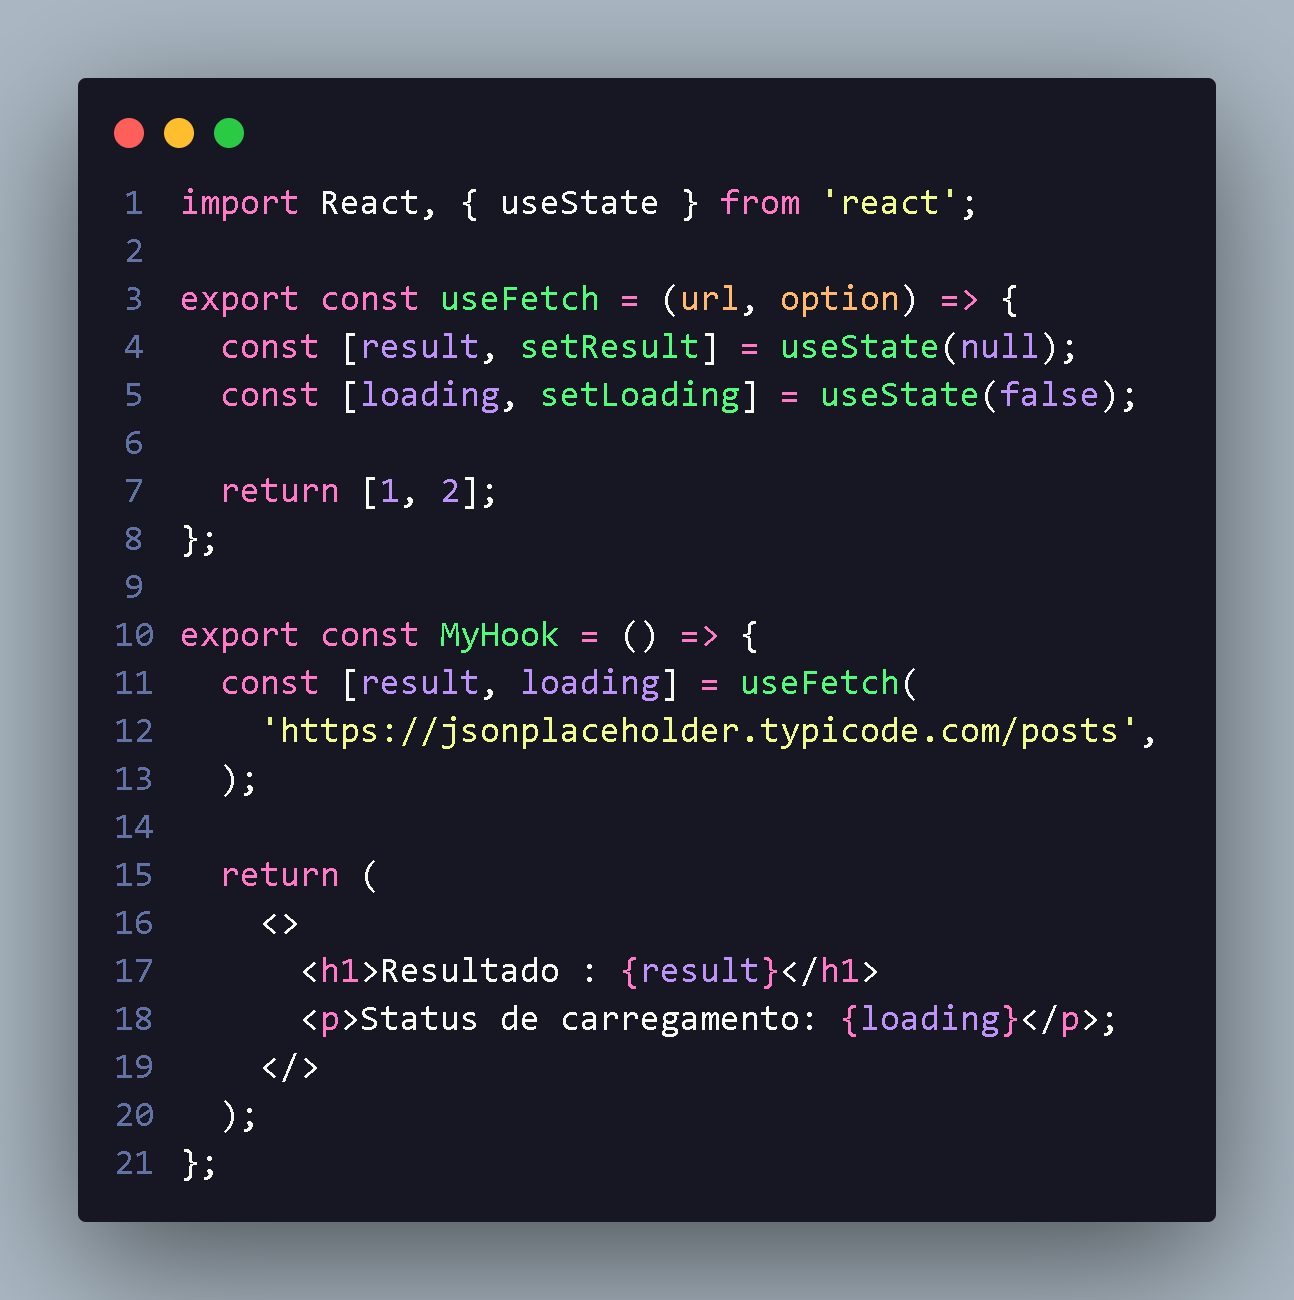 1 import React, { useState } from 'react';
2
3 export const useFetch = (url, option) => {
4   const [result, setResult] = useState(null);
5   const [loading, setLoading] = useState(false);
6
7   return [1, 2];
8 };
9
10 export const MyHook = () => {
11   const [result, loading] = useFetch(
12     'https://jsonplaceholder.typicode.com/posts',
13   );
14
15   return (
16     <>
17       <h1>Resultado : {result}</h1>
18       <p>Status de carregamento: {loading}</p>;
19     </>
20   );
21 };